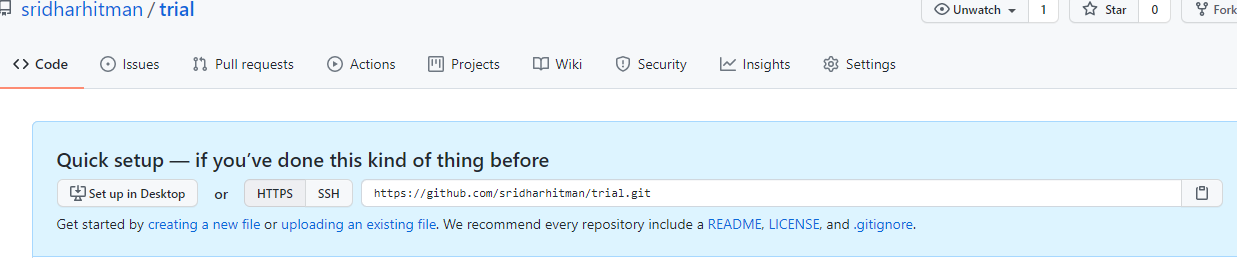 sridharhitman / trial
Unwatch 1 Star 0 Fork
Code Issues Pull requests Actions Projects Wiki Security Insights Settings
Quick setup — if you’ve done this kind of thing before
Set up in Desktop or HTTPS SSH https://github.com/sridharhitman/trial.git
Get started by creating a new file or uploading an existing file. We recommend every repository include a README, LICENSE, and .gitignore.